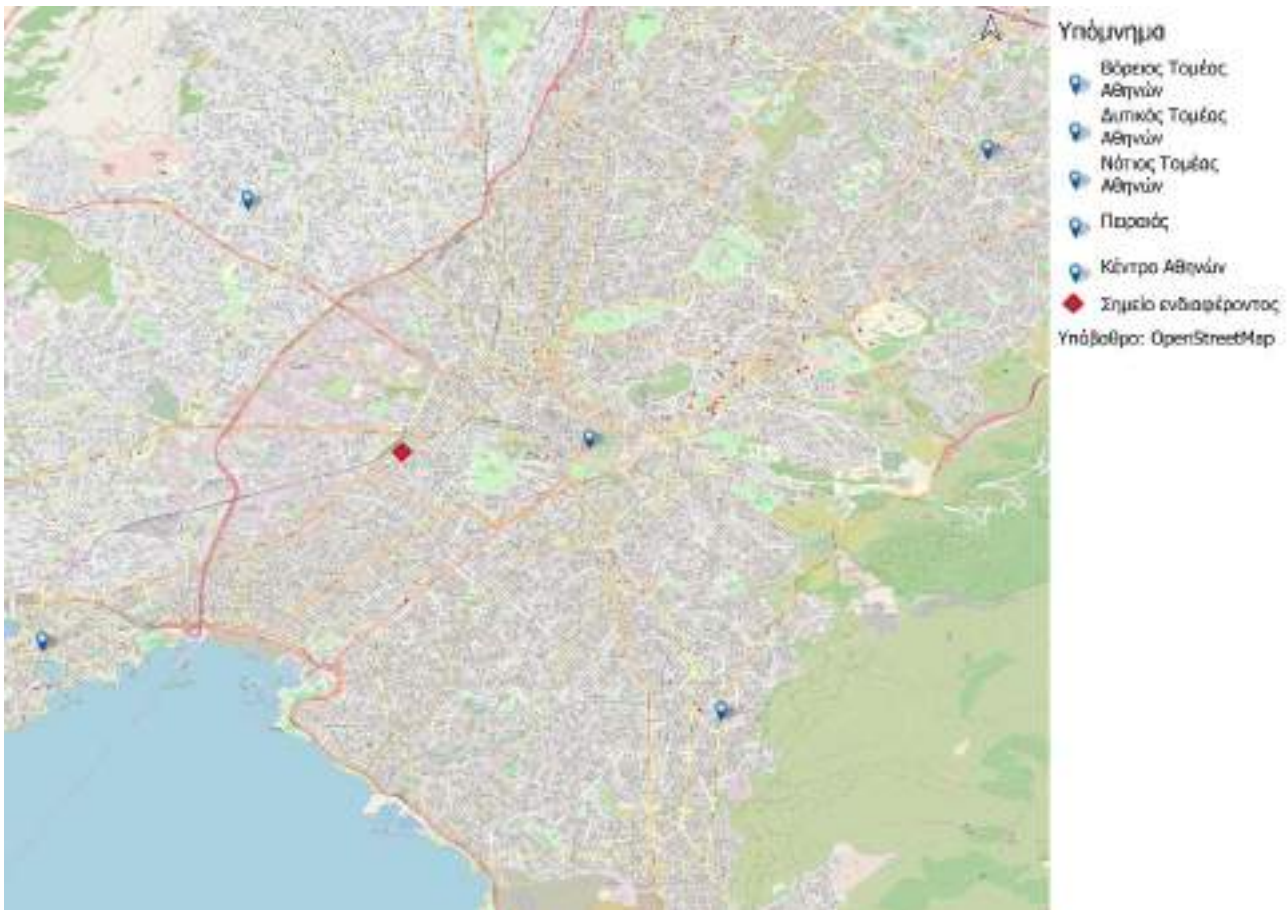 Υπόμνημα
Βόρειος Τομέας
Αθηνών
Δυτικός Τομέας
Αθηνών
Νότιος Τομέας
Αθηνών
Πειραιάς
Κέντρο Αθηνών
Σημείο ενδιαφέροντος
Υπόβαθρο: OpenStreetMap